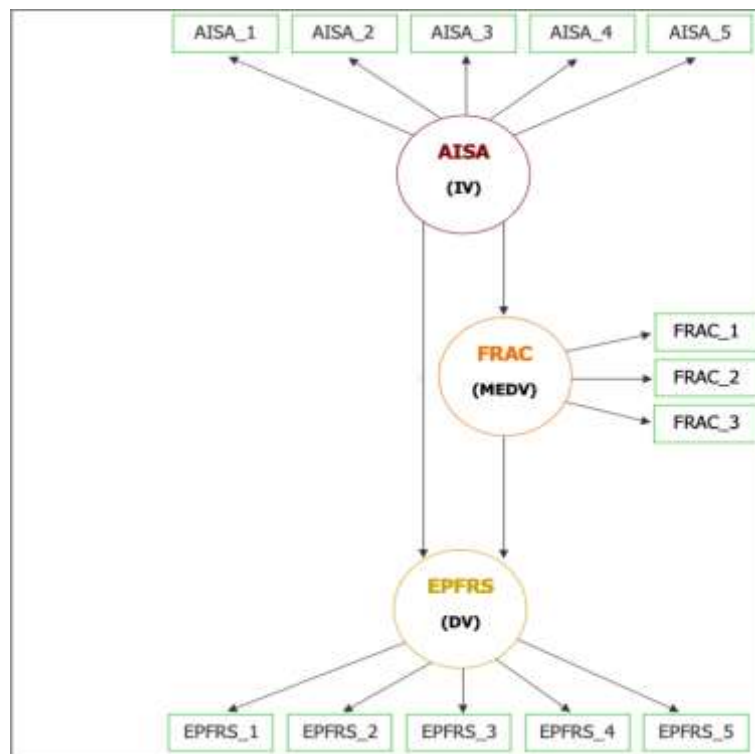 AISA_1 AISA_2 AISA_3 AISA_4 AISA_5
AISA
(IV)
FRAC_1
FRAC
(MEDV)
FRAC_2
FRAC_3
EPFRS
(DV)
EPFRS_1 EPFRS_2 EPFRS_3 EPFRS_4 EPFRS_5